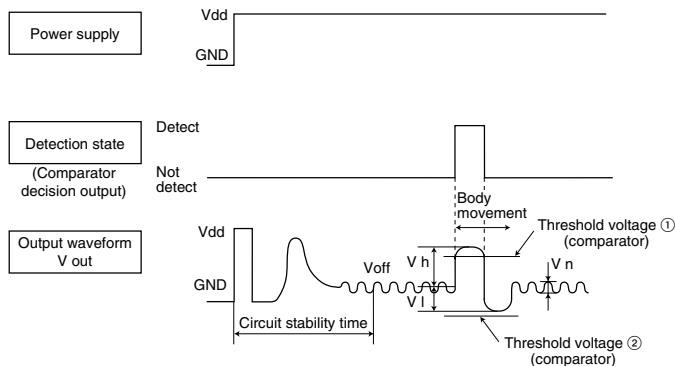 Power supply
Vdd
GND
Detection state
(Comparator
decision output)
Detect
Not
detect
Body
movement
Output waveform
V out
Vdd
GND
Voff
V h
V l
V n
Threshold voltage ①
(comparator)
Circuit stability time
Threshold voltage ②
(comparator)